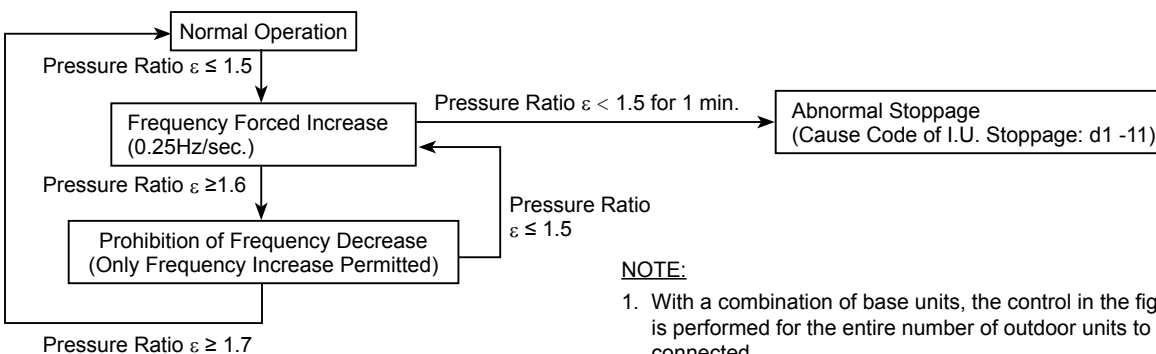 Normal Operation
Pressure Ratio ε ≤ 1.5
Pressure Ratio ε < 1.5 for 1 min.
Abnormal Stoppage
(Cause Code of I.U. Stoppage: d1 -11)
Frequency Forced Increase
(0.25Hz/sec.)
Pressure Ratio ε ≥1.6
Pressure Ratio
ε ≤ 1.5
Prohibition of Frequency Decrease
(Only Frequency Increase Permitted)
Pressure Ratio ε ≥ 1.7
NOTE:
1. With a combination of base units, the control in the fig
is performed for the entire number of outdoor units to
connected